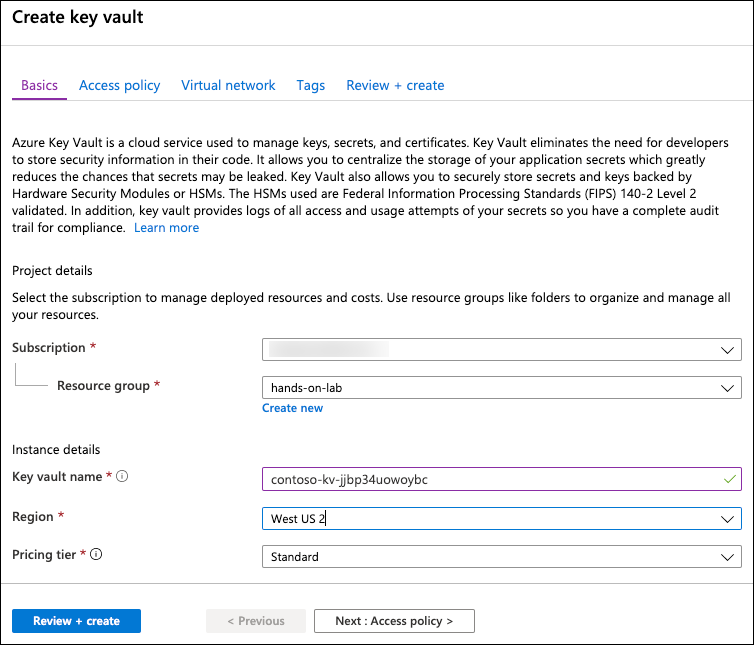 Create key vault
Basics Access policy Virtual network Tags Review + create
Azure Key Vault is a cloud service used to manage keys, secrets, and certificates. Key Vault eliminates the need for developers
to store security information in their code. It allows you to centralize the storage of your application secrets which greatly
reduces the chances that secrets may be leaked. Key Vault also allows you to securely store secrets and keys backed by
Hardware Security Modules or HSMs. The HSMs used are Federal Information Processing Standards (FIPS) 140-2 Level 2
validated. In addition, key vault provides logs of all access and usage attempts of your secrets so you have a complete audit
trail for compliance. Learn more
Project details
Select the subscription to manage deployed resources and costs. Use resource groups like folders to organize and manage all
your resources.
Subscription *
Resource group * hands-on-lab
Create new
Instance details
Key vault name * contoso-kv-jjbp34uowoybc
Region * West US 2
Pricing tier * Standard
Review + create < Previous Next : Access policy >